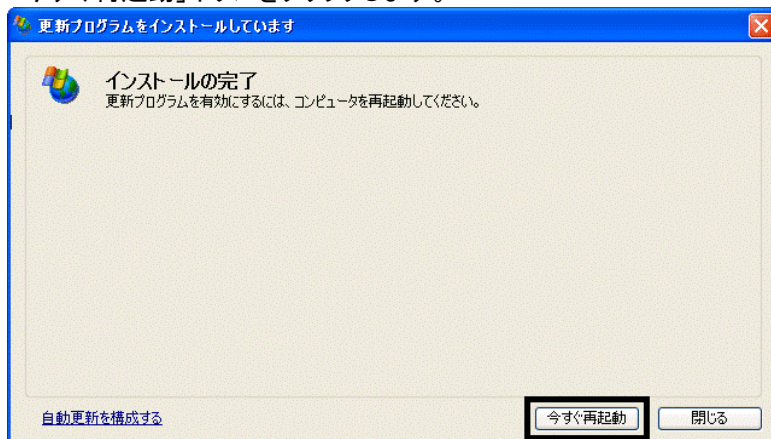 更新プログラムをインストールしています
インストールの完了
更新プログラムを有効にするには、コンピュータを再起動してください。
自動更新を構成する
今すぐ再起動
閉じる